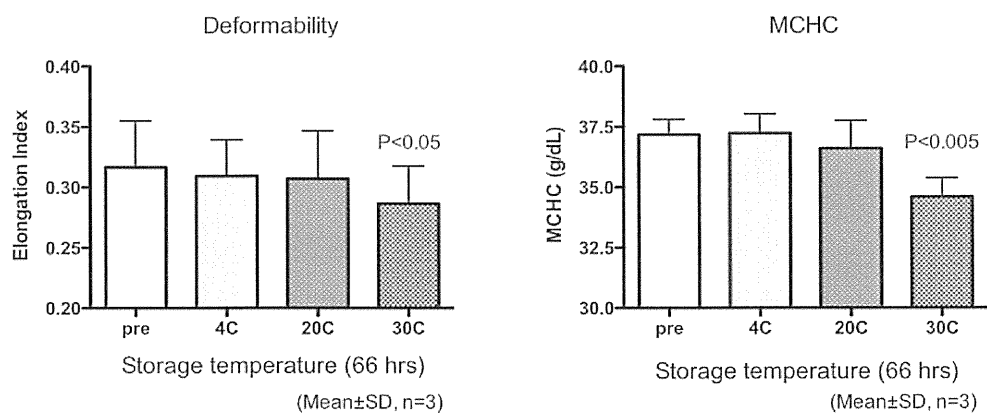 Deformability
0.40
0.35
0.30
0.25
0.20
Elongation Index
P<0.05
pre 4C 20C 30C
Storage temperature (66 hrs)
(Mean±SD, n=3)
MCHC
40.0
37.5
35.0
32.5
30.0
MCHC (g/dL)
P<0.005
pre 4C 20C 30C
Storage temperature (66 hrs)
(Mean±SD, n=3)